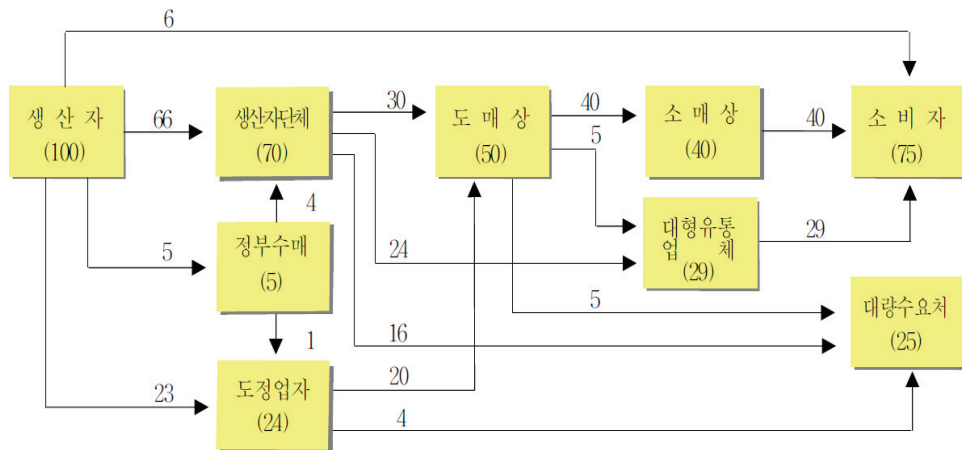 6
생 산 자
(100)
66
생산자단체
(70)
30
도 매 상
(50)
40
5
소 매 상
(40)
40
소 비 자
(75)
5
4
정부수매
(5)
24
대형유통
업 체
(29)
29
1
16
5
대량수요처
(25)
23
도정업자
(24)
20
4